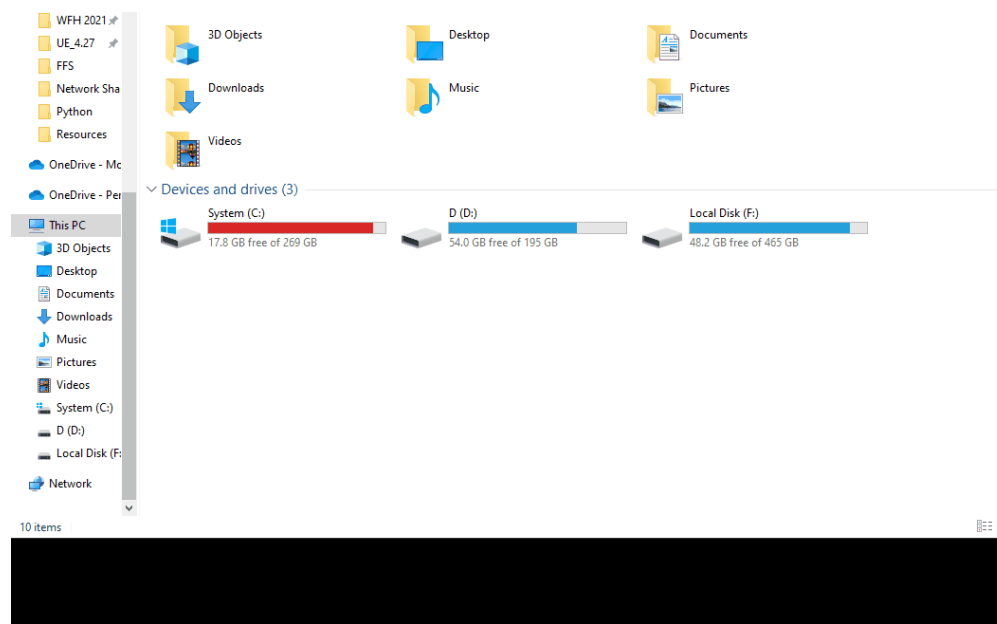 WFH 2021
UE_4.27
FFS
Network Sha
Python
Resources
OneDrive - Mc
OneDrive - Per
This PC
3D Objects
Desktop
Documents
Downloads
Music
Pictures
Videos
System (C:)
D (D:)
Local Disk (F:
Network
3D Objects
Desktop
Documents
Downloads
Music
Pictures
Videos
Devices and drives (3)
System (C:)
17.8 GB free of 269 GB
D (D:)
54.0 GB free of 195 GB
Local Disk (F:)
48.2 GB free of 465 GB
10 items